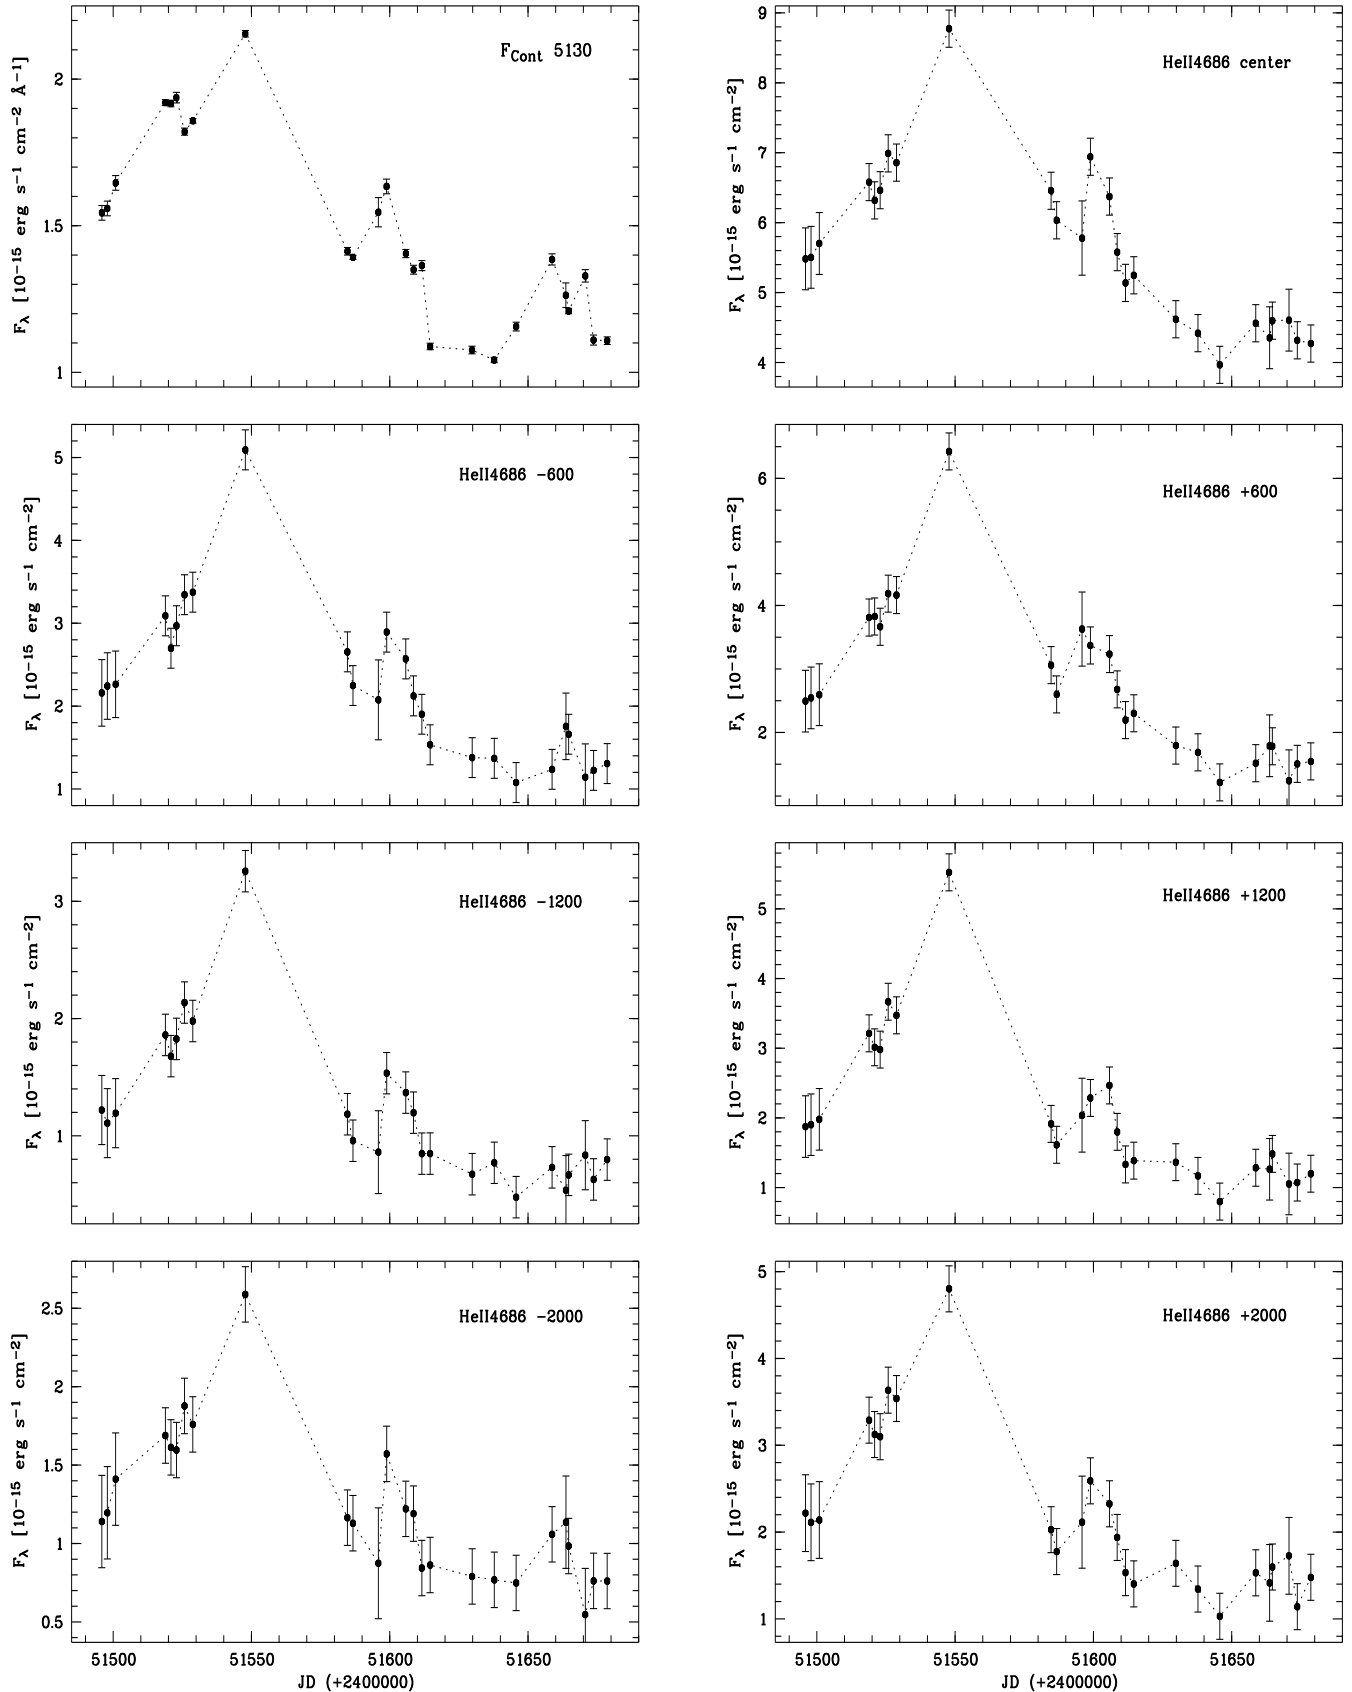 F_Cont 5130
F_λ [10^−15 erg s^−1 cm^−2 Å^−1]
2
1.5
1
HeII4686 center
F_λ [10^−15 erg s^−1 cm^−2]
9
8
7
6
5
4
HeII4686 −600
F_λ [10^−15 erg s^−1 cm^−2]
5
4
3
2
1
HeII4686 +600
F_λ [10^−15 erg s^−1 cm^−2]
6
4
2
HeII4686 −1200
F_λ [10^−15 erg s^−1 cm^−2]
3
2
1
HeII4686 +1200
F_λ [10^−15 erg s^−1 cm^−2]
5
4
3
2
1
HeII4686 −2000
F_λ [10^−15 erg s^−1 cm^−2]
2.5
2
1.5
1
0.5
51500 51550 51600 51650
JD (+2400000)
HeII4686 +2000
F_λ [10^−15 erg s^−1 cm^−2]
5
4
3
2
1
51500 51550 51600 51650
JD (+2400000)